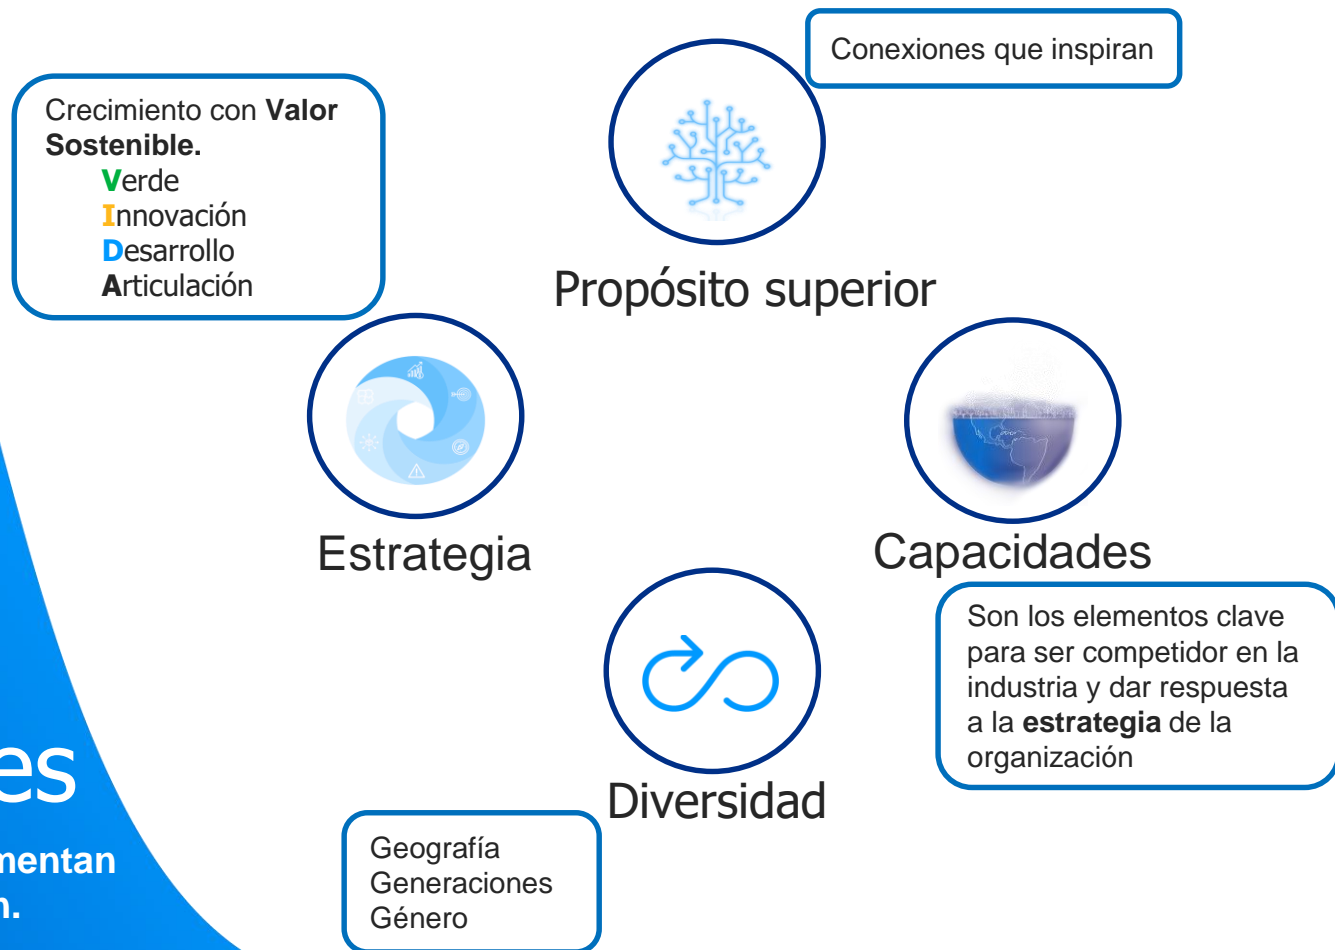 Conexiones que inspiran
Crecimiento con Valor
Sostenible.
Verde
Innovación
Desarrollo
Articulación
Propósito superior
Estrategia
Capacidades
Son los elementos clave
para ser competidor en la
industria y dar respuesta
a la estrategia de la
organización
Diversidad
Geografía
Generaciones
Género
es
mentan
n.